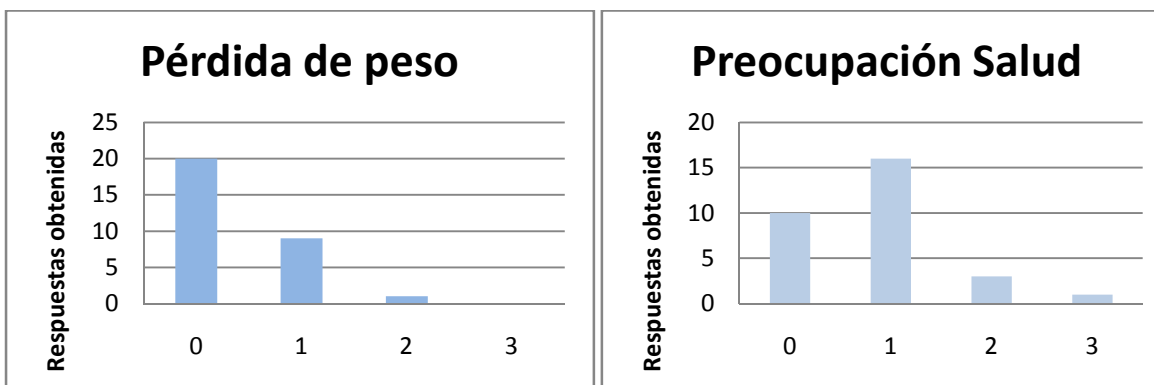 Pérdida de peso
Respuestas obtenidas
25
20
15
10
5
0
0 1 2 3
Preocupación Salud
Respuestas obtenidas
20
15
10
5
0
0 1 2 3